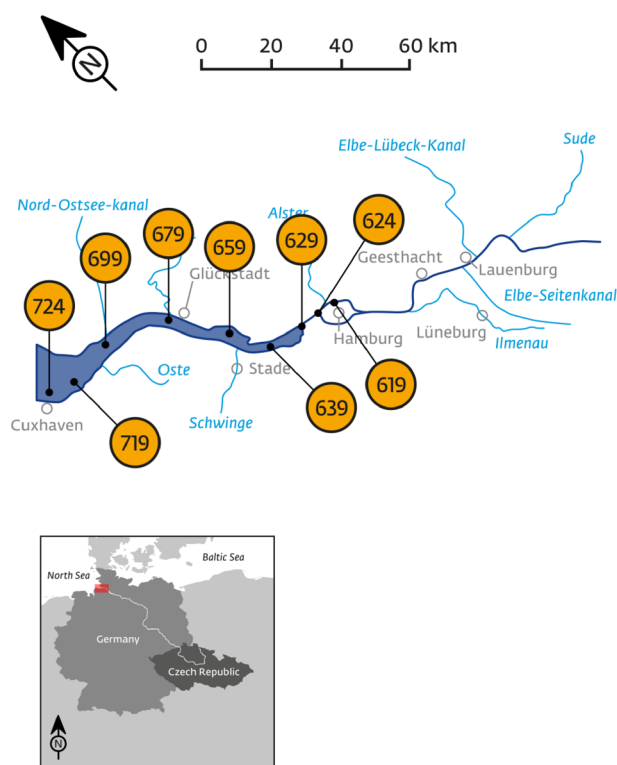 N
0 20 40 60 km
Elbe-Lübeck-Kanal
Sude
Nord-Ostsee-kanal
Alster
624
679
659
629
699
Geesthacht
Glückstadt
Lauenburg
724
Elbe-Seitenkanal
Hamburg
Lüneburg
Ilmenau
Oste
Stade
619
639
Schwinge
Cuxhaven
719
Baltic Sea
North Sea
Germany
Czech Republic
N